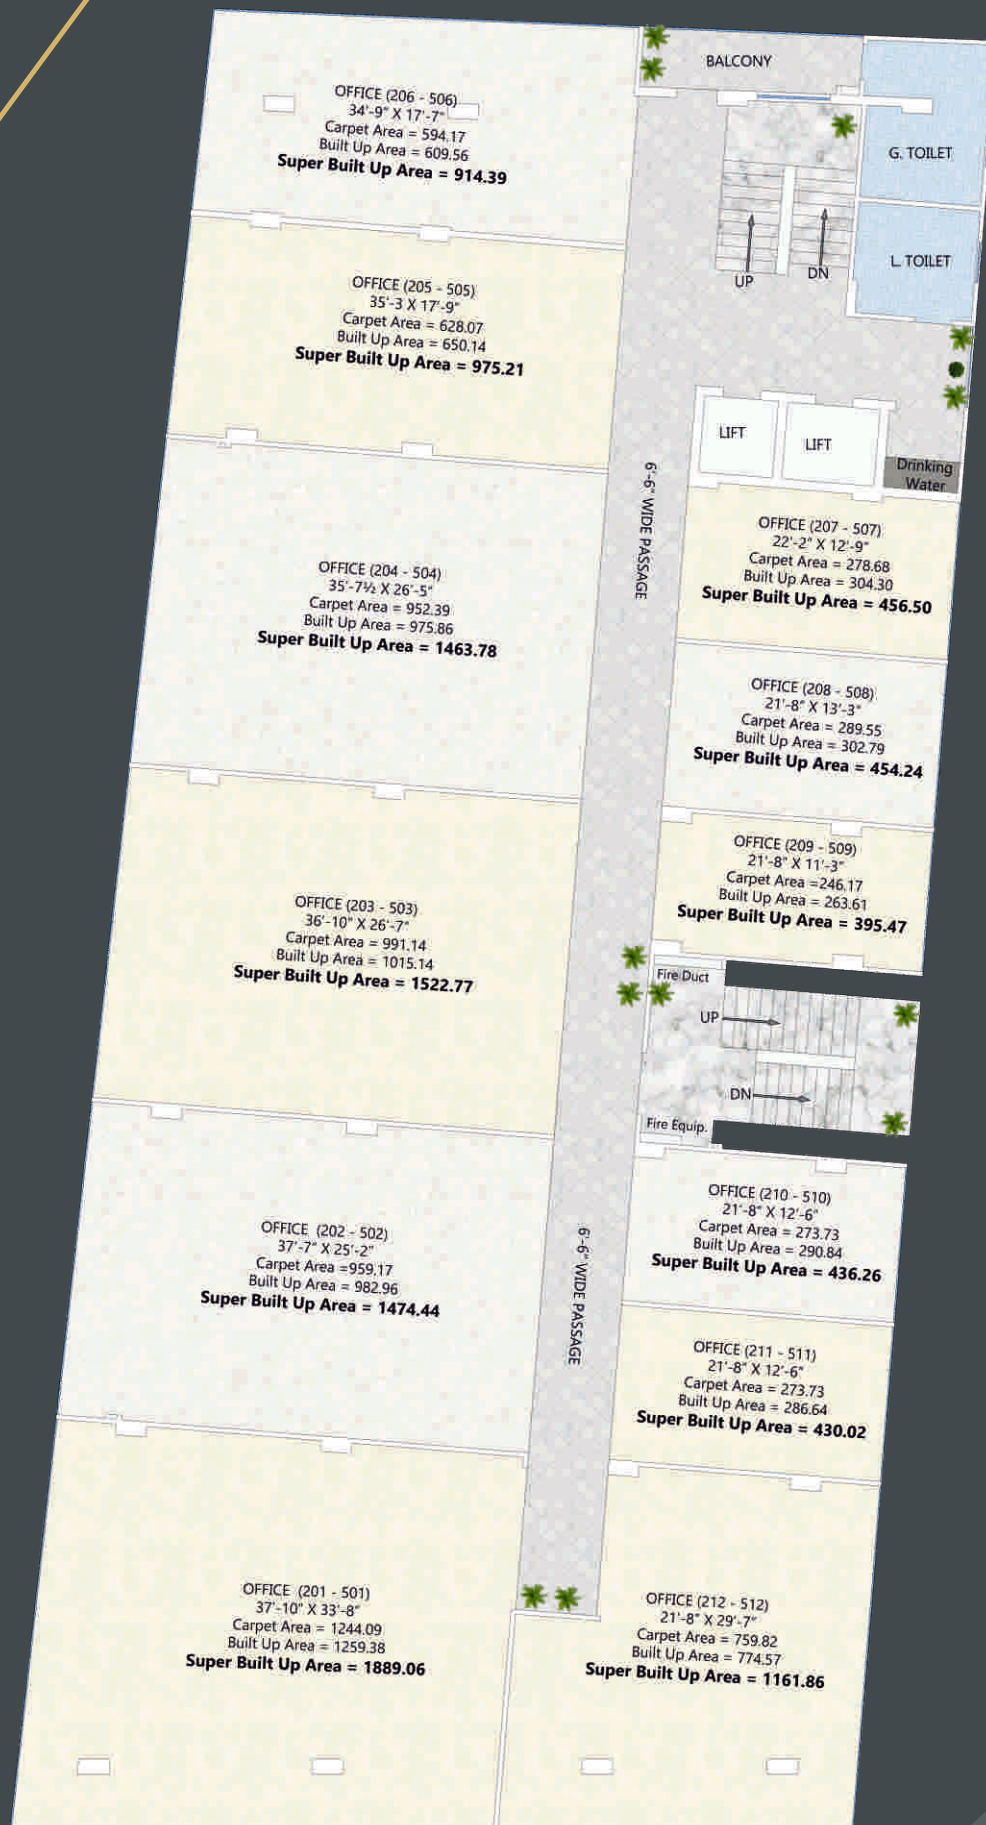 BALCONY
OFFICE (206 - 506)
34'-9" X 17'-7"
Carpet Area = 594.17
Built Up Area = 609.56
Super Built Up Area = 914.39
G. TOILET
L. TOILET
UP
DN
OFFICE (205 - 505)
35'-3 X 17'-9"
Carpet Area = 628.07
Built Up Area = 650.14
Super Built Up Area = 975.21
LIFT
LIFT
Drinking
Water
6'-6" WIDE PASSAGE
OFFICE (207 - 507)
22'-2" X 12'-9"
Carpet Area = 278.68
Built Up Area = 304.30
Super Built Up Area = 456.50
OFFICE (204 - 504)
35'-7½ X 26'-5"
Carpet Area = 952.39
Built Up Area = 975.86
Super Built Up Area = 1463.78
OFFICE (208 - 508)
21'-8" X 13'-3"
Carpet Area = 289.55
Built Up Area = 302.79
Super Built Up Area = 454.24
OFFICE (209 - 509)
21'-8" X 11'-3"
Carpet Area =246.17
Built Up Area = 263.61
Super Built Up Area = 395.47
OFFICE (203 - 503)
36'-10" X 26'-7"
Carpet Area = 991.14
Built Up Area = 1015.14
Super Built Up Area = 1522.77
Fire Duct
UP
DN
Fire Equip.
OFFICE (210 - 510)
21'-8" X 12'-6"
Carpet Area = 273.73
Built Up Area = 290.84
Super Built Up Area = 436.26
OFFICE (202 - 502)
37'-7" X 25'-2"
Carpet Area =959.17
Built Up Area = 982.96
Super Built Up Area = 1474.44
6'-6" WIDE PASSAGE
OFFICE (211 - 511)
21'-8" X 12'-6"
Carpet Area = 273.73
Built Up Area = 286.64
Super Built Up Area = 430.02
OFFICE (201 - 501)
37'-10" X 33'-8"
Carpet Area = 1244.09
Built Up Area = 1259.38
Super Built Up Area = 1889.06
OFFICE (212 - 512)
21'-8" X 29'-7"
Carpet Area = 759.82
Built Up Area = 774.57
Super Built Up Area = 1161.86